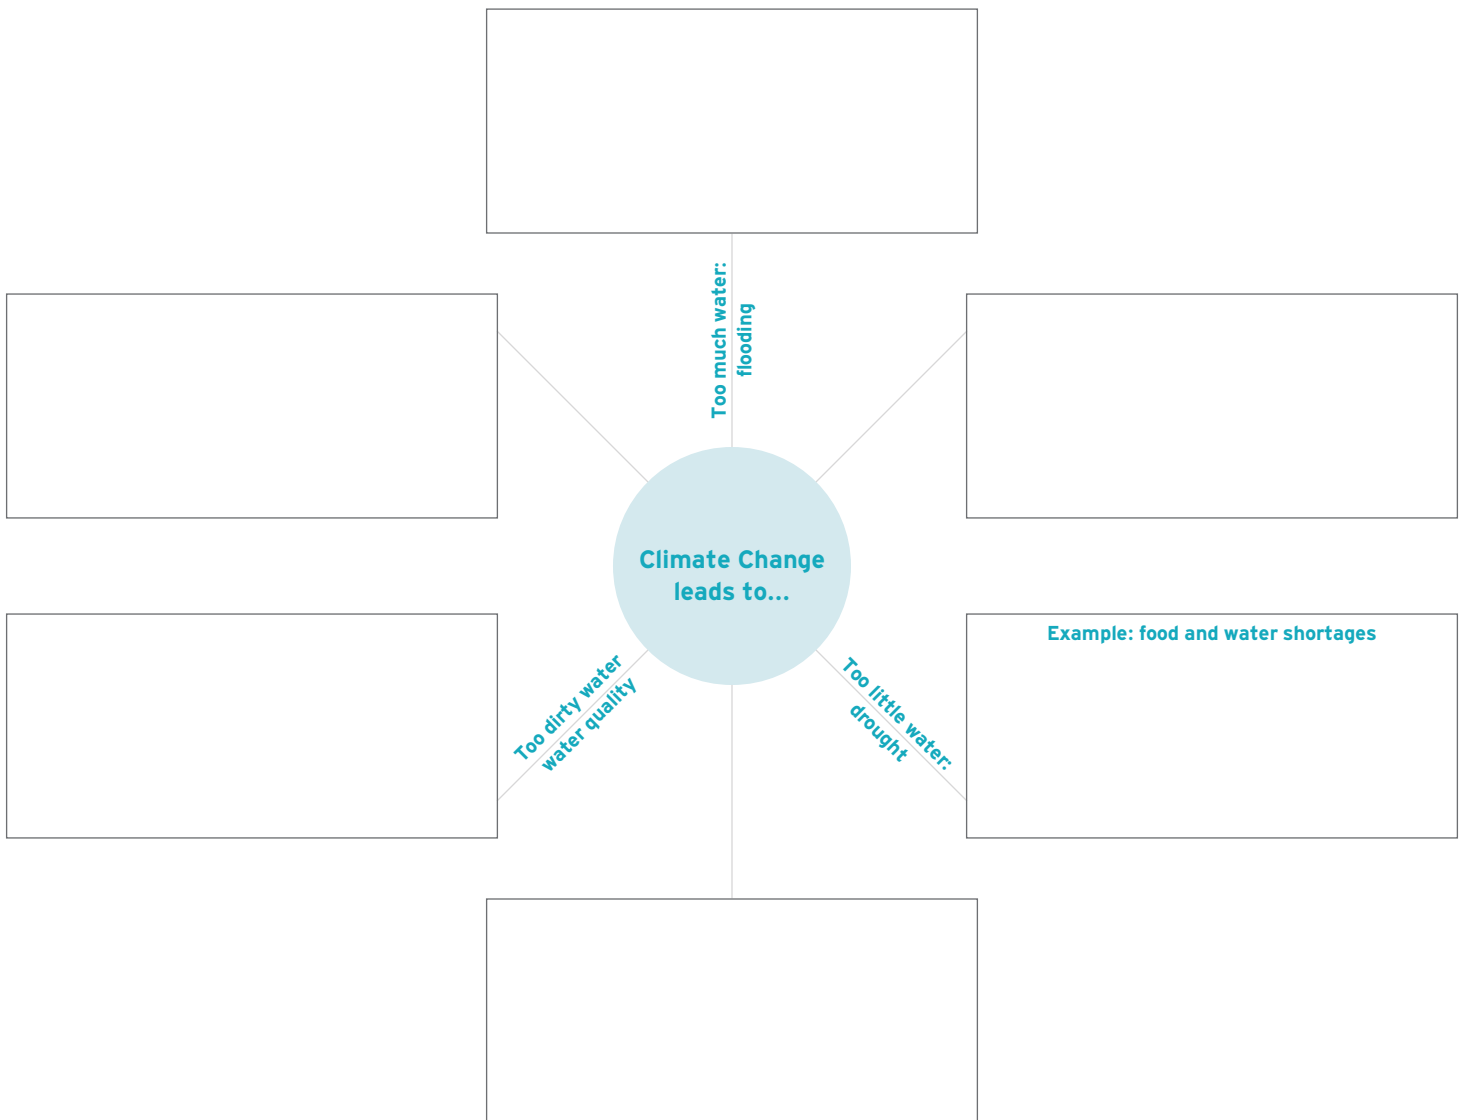 Too much water:
flooding
Climate Change
leads to...
Example: food and water shortages
Too dirty water
water quality
Too little water:
drought